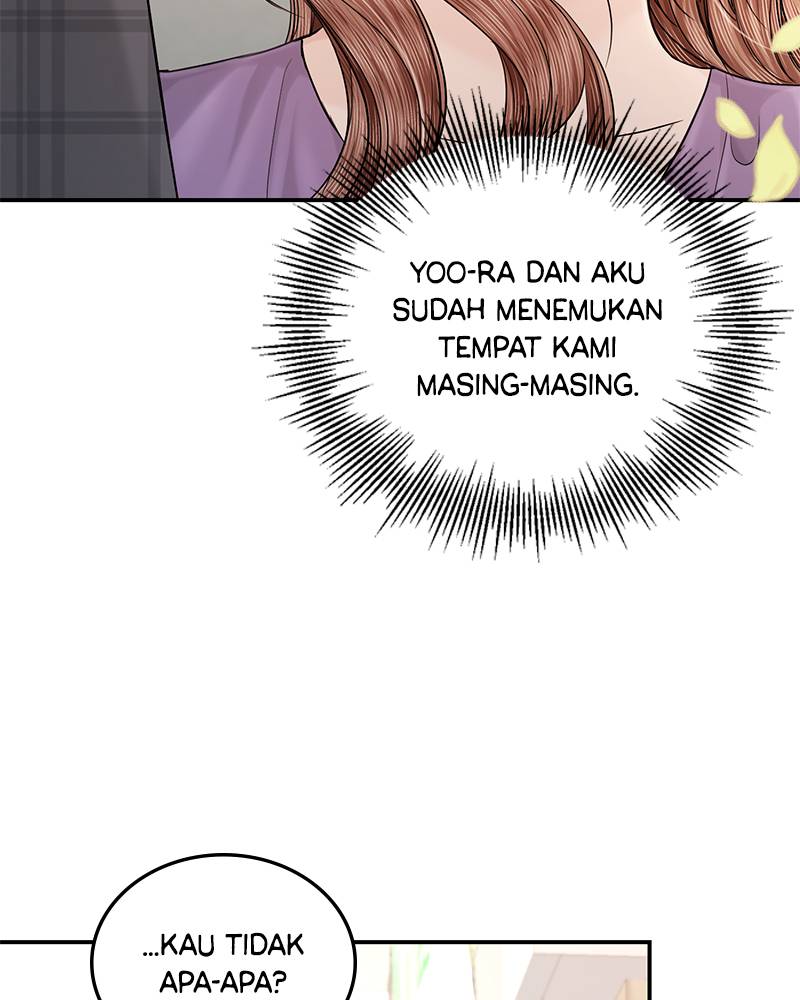 YOO-RA DAN AKU
SUDAH MENEMUKAN
TEMPAT KAMI
MASING-MASING.
...KAU TIDAK
APA-APA?